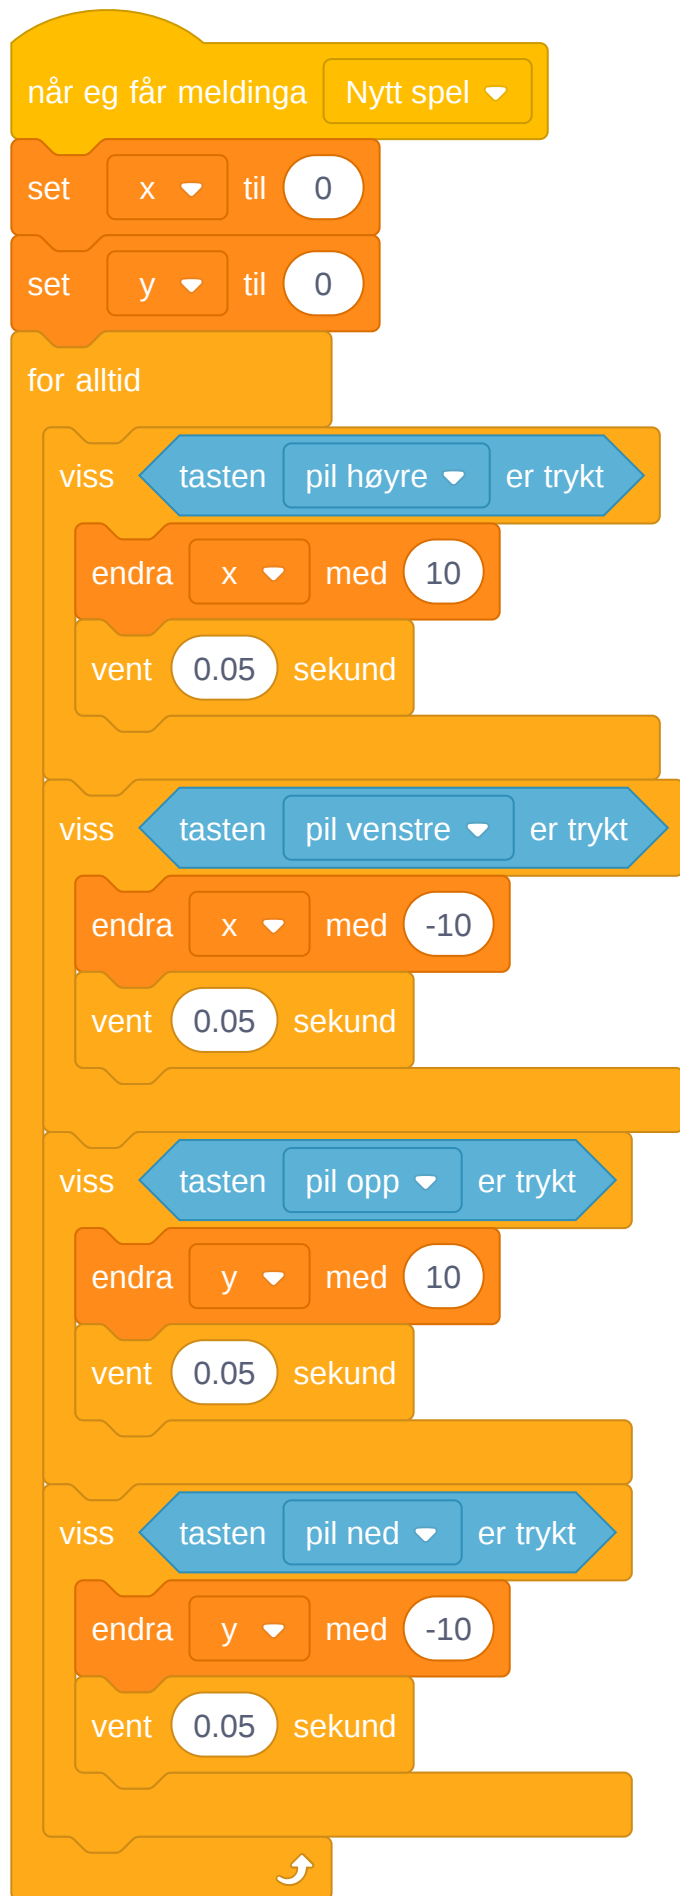 når eg får meldinga Nytt spel
set x til 0
set y til 0
for alltid
viss tasten pil høyre er trykt
endra x med 10
vent 0.05 sekund
viss tasten pil venstre er trykt
endra x med -10
vent 0.05 sekund
viss tasten pil opp er trykt
endra y med 10
vent 0.05 sekund
viss tasten pil ned er trykt
endra y med -10
vent 0.05 sekund